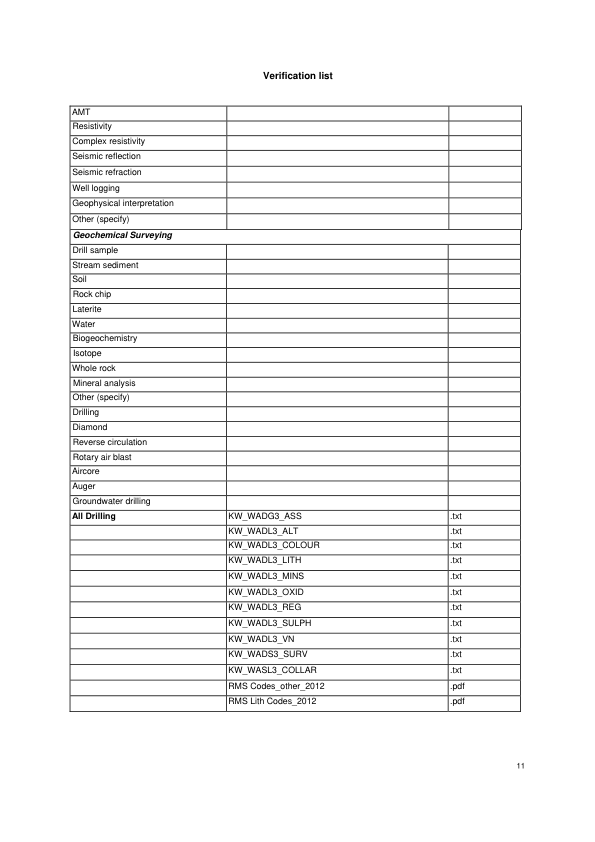 Verification list
AMT
Resistivity
Complex resistivity
Seismic reflection
Seismic refraction
Well logging
Geophysical interpretation
Other (specify)
Geochemical Surveying
Drill sample
Stream sediment
Soil
Rock chip
Laterite
Water
Biogeochemistry
Isotope
Whole rock
Mineral analysis
Other (specify)
Drilling
Diamond
Reverse circulation
Rotary air blast
Aircore
Auger
Groundwater drilling
All Drilling KW_WADG3_ASS .txt
KW_WADL3_ALT .txt
KW_WADL3_COLOUR .txt
KW_WADL3_LITH .txt
KW_WADL3_MINS .txt
KW_WADL3_OXID .txt
KW_WADL3_REG .txt
KW_WADL3_SULPH .txt
KW_WADL3_VN .txt
KW_WADS3_SURV .txt
KW_WASL3_COLLAR .txt
RMS Codes_other_2012 .pdf
RMS Lith Codes_2012 .pdf
11